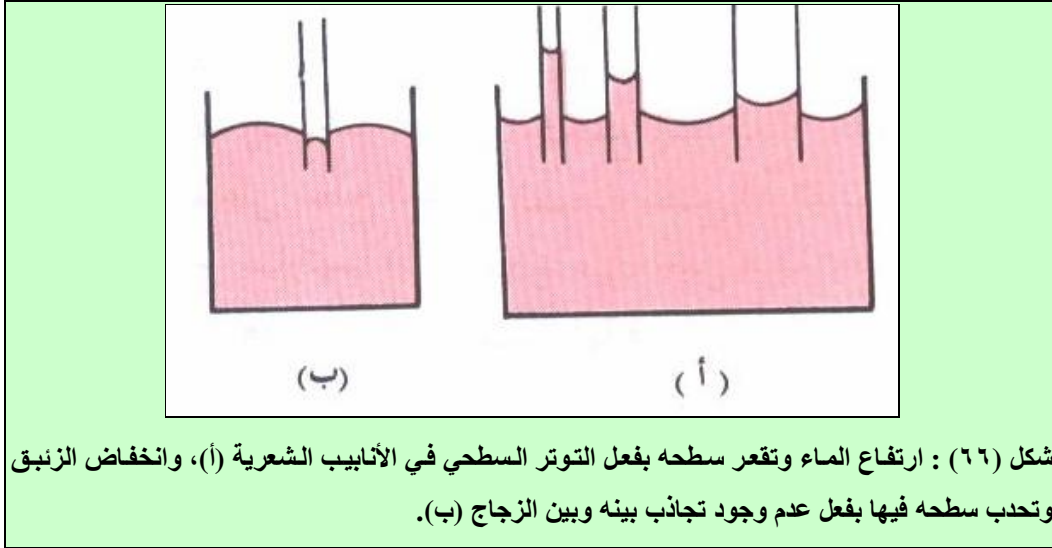 (ب) ( أ )
شكل (٦٦) : ارتفاع الماء وتقعر سطحه بفعل التوتر السطحي في الأنابيب الشعرية (أ)، وانخفاض الزئبق
وتحدب سطحه فيها بفعل عدم وجود تجاذب بينه وبين الزجاج (ب).